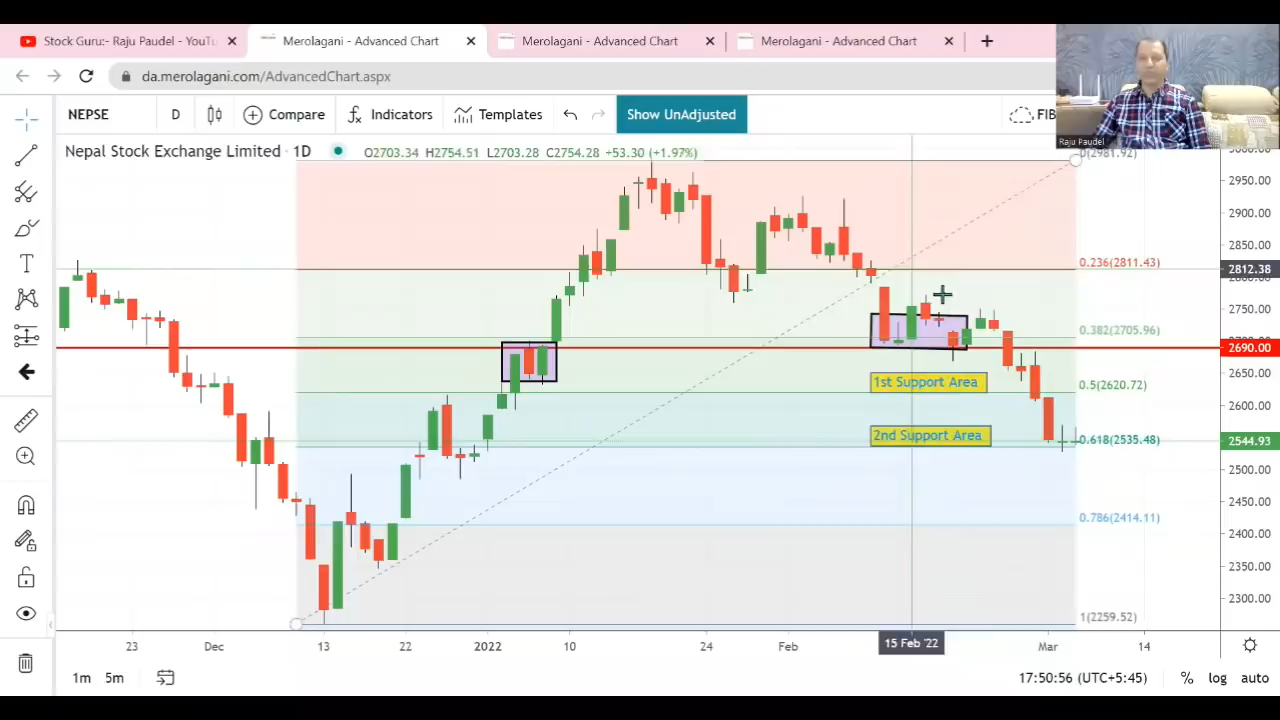 Stock Guru:- Raju Paudel - YouTu
Merolagani - Advanced Chart
Merolagani - Advanced Chart
Merolagani - Advanced Chart
da.merolagani.com/AdvancedChart.aspx
NEPSE D Compare Indicators Templates Show UnAdjusted FIB
Raju Paudel
Nepal Stock Exchange Limited · 1D O2703.34 H2754.51 L2703.28 C2754.28 +53.30 (+1.97%)
0(2981.92)
2950.00
2900.00
2850.00
0.236(2811.43)
2812.38
2750.00
0.382(2705.96)
2690.00
2650.00
1st Support Area
0.5(2620.72)
2600.00
2nd Support Area
0.618(2535.48)
2544.93
2500.00
2450.00
0.786(2414.11)
2400.00
2350.00
2300.00
1(2259.52)
23 Dec 13 22 2022 10 24 Feb 15 Feb '22 Mar 14
1m 5m 17:50:56 (UTC+5:45) % log auto